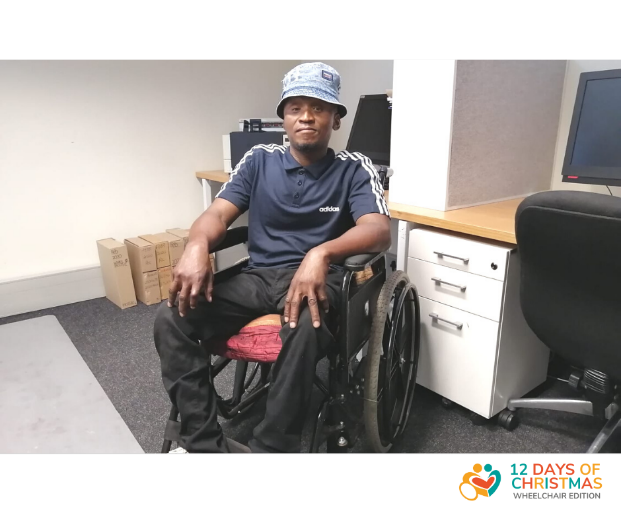 adidas
12 DAYS OF
CHRISTMAS
WHEELCHAIR EDITION